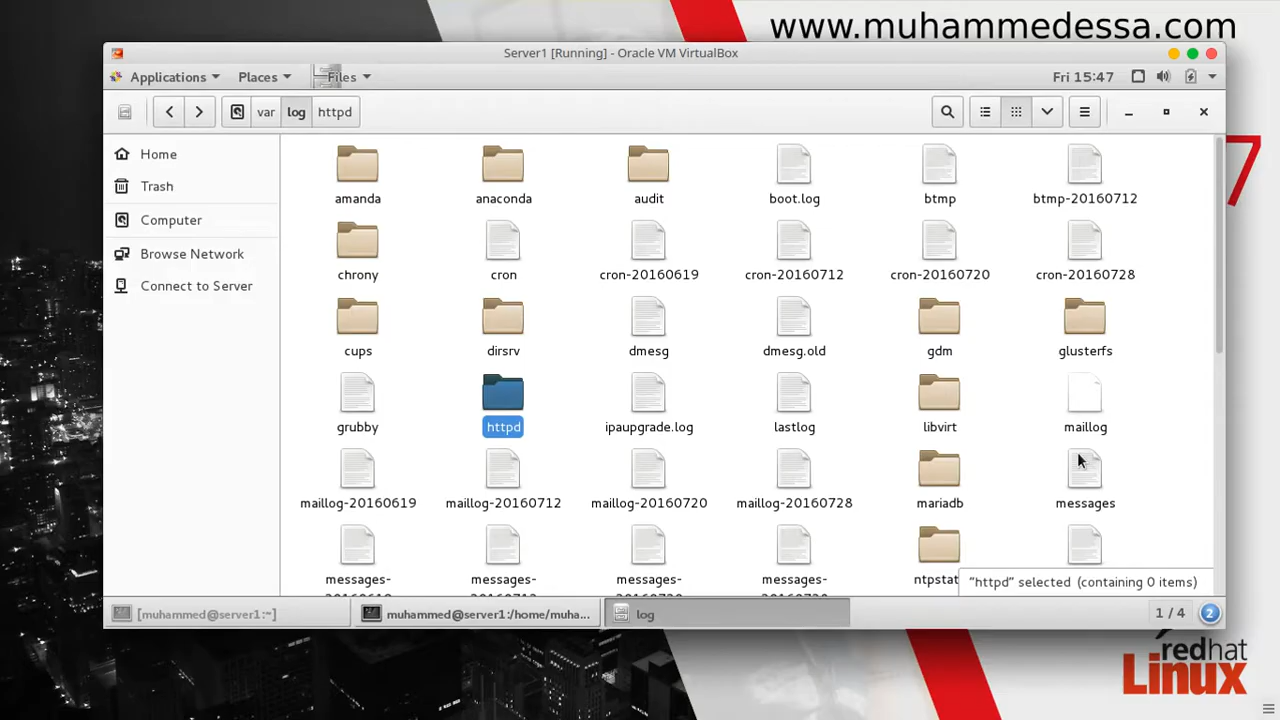 www.muhammedessa.com
Server1 [Running] - Oracle VM VirtualBox
Applications Places Files Fri 15:47
var log httpd
7
Home
Trash
Computer
Browse Network
Connect to Server
amanda anaconda audit boot.log btmp btmp-20160712
chrony cron cron-20160619 cron-20160712 cron-20160720 cron-20160728
cups dirsrv dmesg dmesg.old gdm glusterfs
grubby httpd ipaupgrade.log lastlog libvirt maillog
maillog-20160619 maillog-20160712 maillog-20160720 maillog-20160728 mariadb messages
messages- messages- messages- messages- ntpstat
"httpd" selected (containing 0 items)
[muhammed@server1:~] muhammed@server1:/home/muha... log 1 / 4 2
redhat
Linux